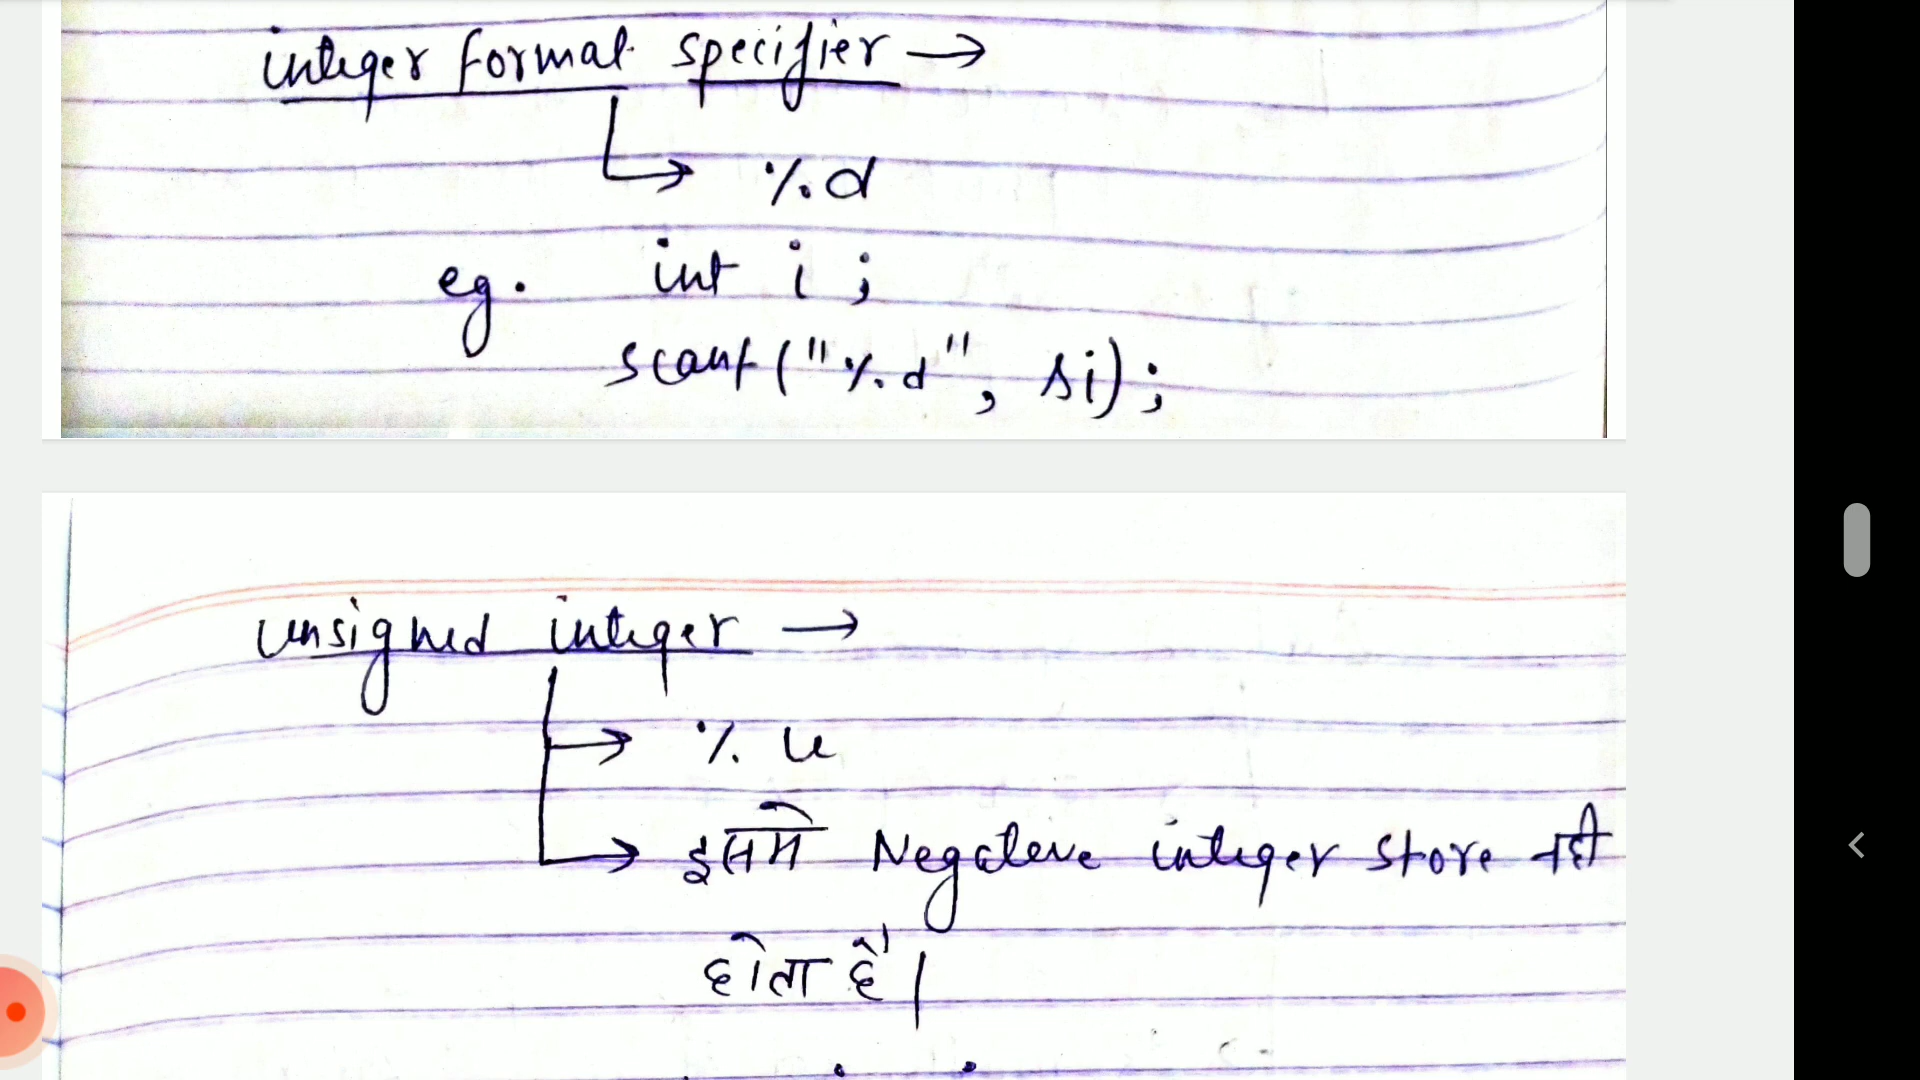 integer format specifier →
→ %d
eg. int i ;
scanf ("%d", &i);
unsigned integer →
→ % u
→ इसमे Negative integer store नही
होता है।